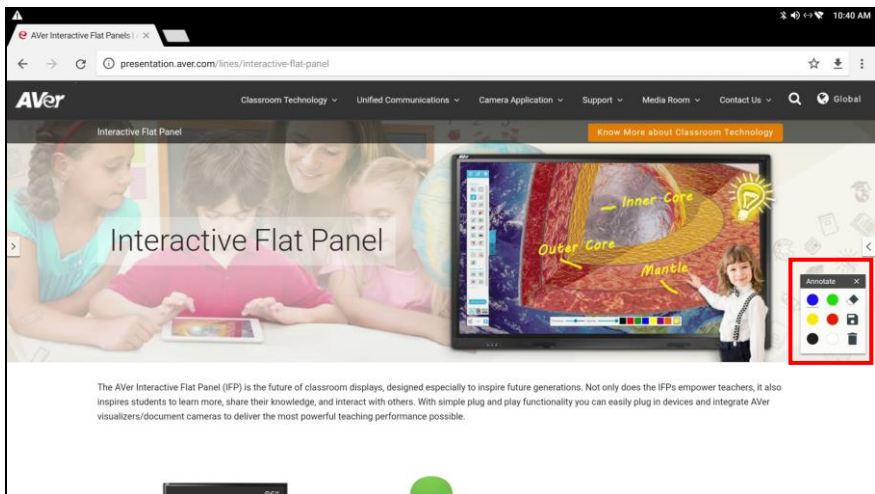 10:40 AM
AVer Interactive Flat Panels |
presentation.aver.com/lines/interactive-flat-panel
AVer
Classroom Technology
Unified Communications
Camera Application
Support
Media Room
Contact Us
Global
Interactive Flat Panel
Know More about Classroom Technology
AVer
Interactive Flat Panel
Inner Core
Outer Core
Mantle
Annotate
The AVer Interactive Flat Panel (IFP) is the future of classroom displays, designed especially to inspire future generations. Not only does the IFPs empower teachers, it also
inspires students to learn more, share their knowledge, and interact with others. With simple plug and play functionality you can easily plug in devices and integrate AVer
visualizers/document cameras to deliver the most powerful teaching performance possible.